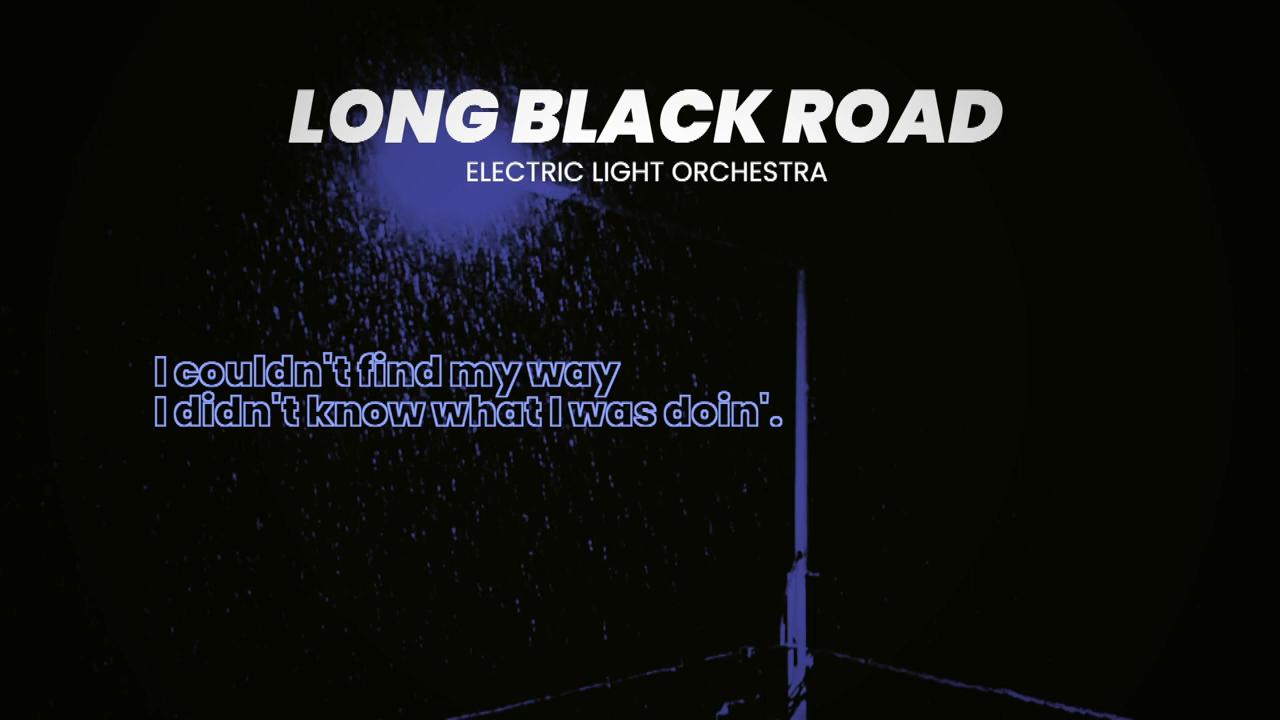 LONG BLACK ROAD
ELECTRIC LIGHT ORCHESTRA
I couldn't find my way
I didn't know what I was doin'.